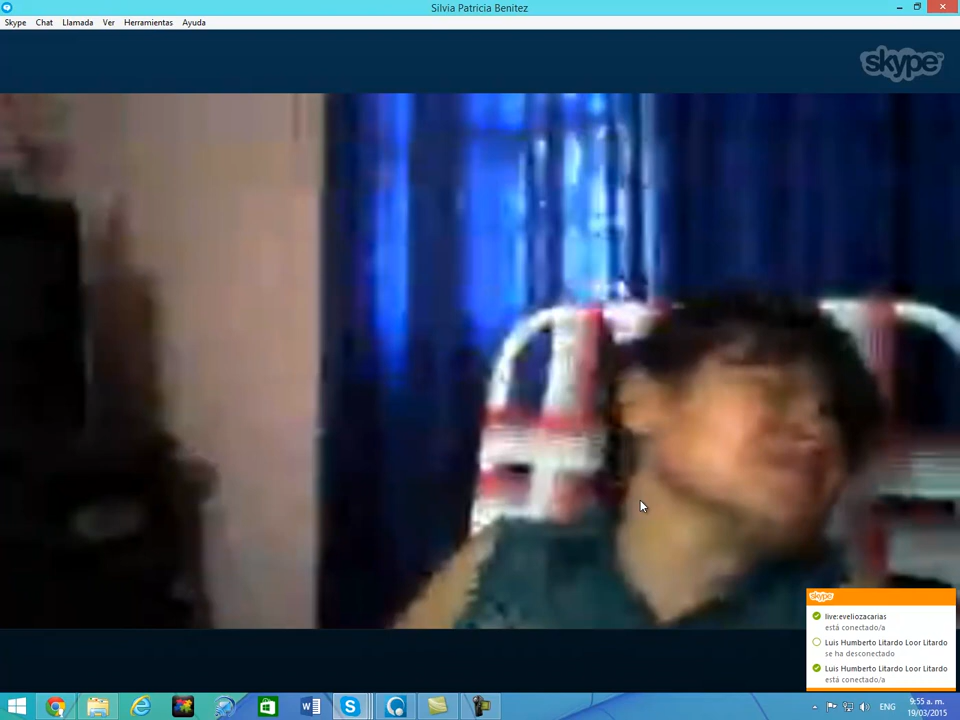 Silvia Patricia Benitez
Skype Chat Llamada Ver Herramientas Ayuda
skype
skype
live:eveliozacarias
está conectado/a
Luis Humberto Litardo Loor Litardo
se ha desconectado
Luis Humberto Litardo Loor Litardo
está conectado/a
ENG
9:55 a. m.
19/03/2015